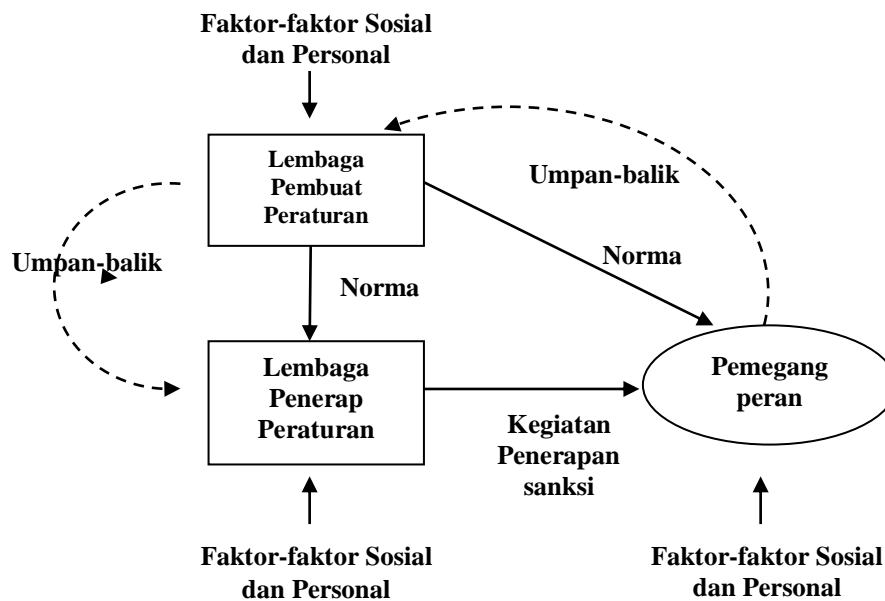 Faktor-faktor Sosial
dan Personal
Lembaga
Pembuat
Peraturan
Umpan-balik
Umpan-balik
Norma
Norma
Lembaga
Penerap
Peraturan
Pemegang
peran
Kegiatan
Penerapan
sanksi
Faktor-faktor Sosial
dan Personal
Faktor-faktor Sosial
dan Personal